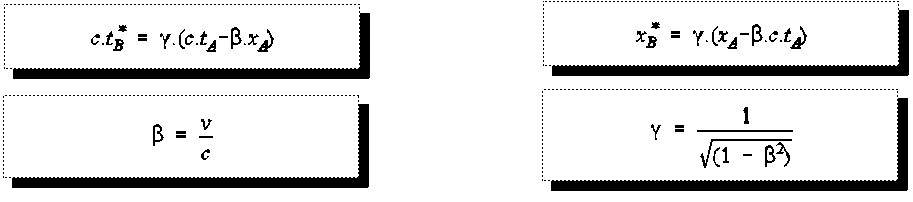 c.t_B^* = γ.(c.t_A-β.x_A)
x_B^* = γ.(x_A-β.c.t_A)
β = v/c
γ = 1/√((1 - β²))